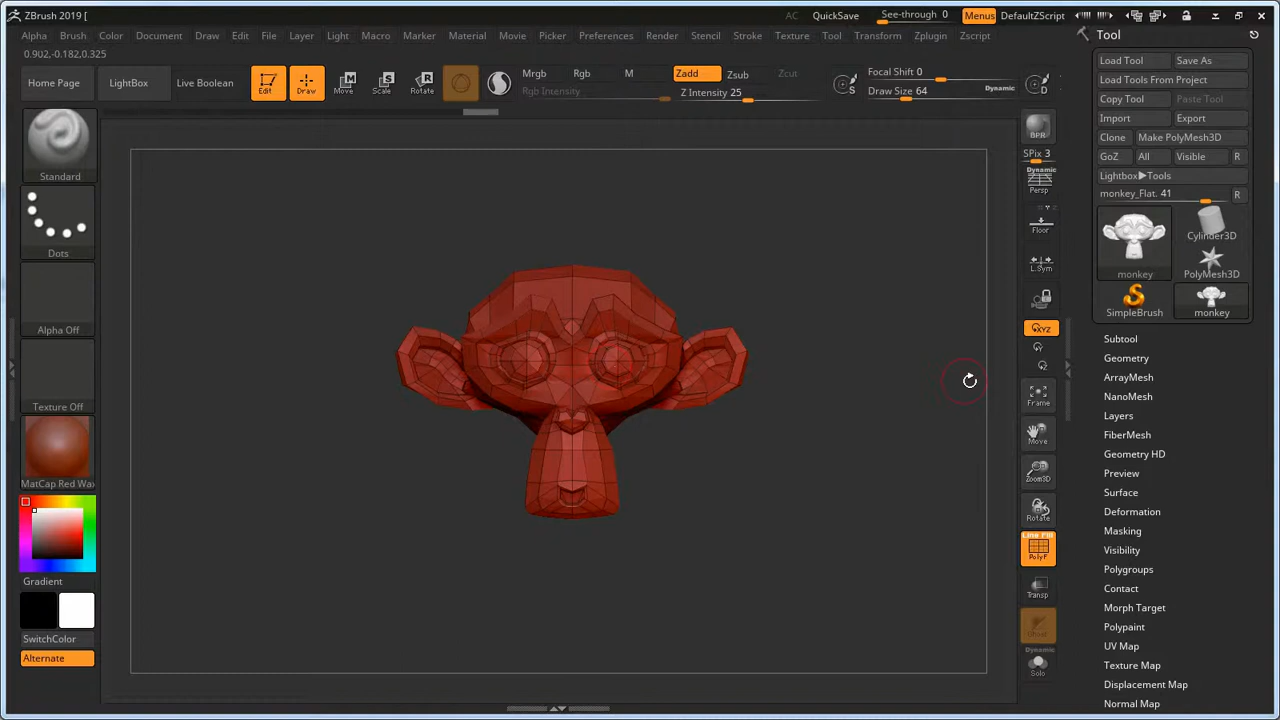 ZBrush 2019 [
AC QuickSave See-through 0 Menus DefaultZScript
Alpha Brush Color Document Draw Edit File Layer Light Macro Marker Material Movie Picker Preferences Render Stencil Stroke Texture Tool Transform Zplugin Zscript
0.902,-0.182,0.325
Home Page LightBox Live Boolean
Edit Draw Move Scale Rotate
Mrgb Rgb M
Rgb Intensity
Zadd Zsub Zcut
Z Intensity 25
Focal Shift 0
Draw Size 64 Dynamic
S
D
Standard
Dots
Alpha Off
Texture Off
MatCap Red Wax
Gradient
SwitchColor
Alternate
BPR
SPix 3
Dynamic
Persp
Floor
L.Sym
XYZ
Y
Z
Frame
Move
Zoom3D
Rotate
Line Fill
PolyF
Transp
Ghost
Dynamic
Solo
Tool
Load Tool Save As
Load Tools From Project
Copy Tool Paste Tool
Import Export
Clone Make PolyMesh3D
GoZ All Visible R
Lightbox▶Tools
monkey_Flat. 41 R
monkey
Cylinder3D
PolyMesh3D
SimpleBrush
monkey
Subtool
Geometry
ArrayMesh
NanoMesh
Layers
FiberMesh
Geometry HD
Preview
Surface
Deformation
Masking
Visibility
Polygroups
Contact
Morph Target
Polypaint
UV Map
Texture Map
Displacement Map
Normal Map